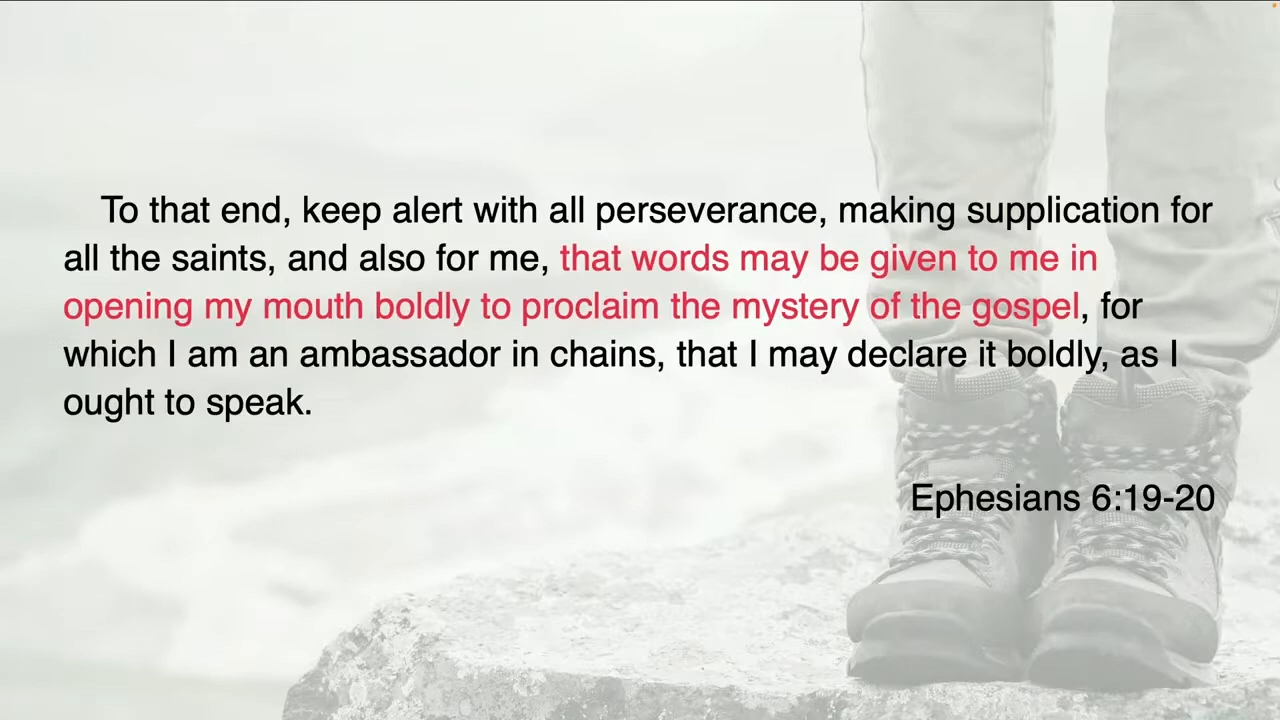 To that end, keep alert with all perseverance, making supplication for
all the saints, and also for me, that words may be given to me in
opening my mouth boldly to proclaim the mystery of the gospel, for
which I am an ambassador in chains, that I may declare it boldly, as I
ought to speak.
Ephesians 6:19-20